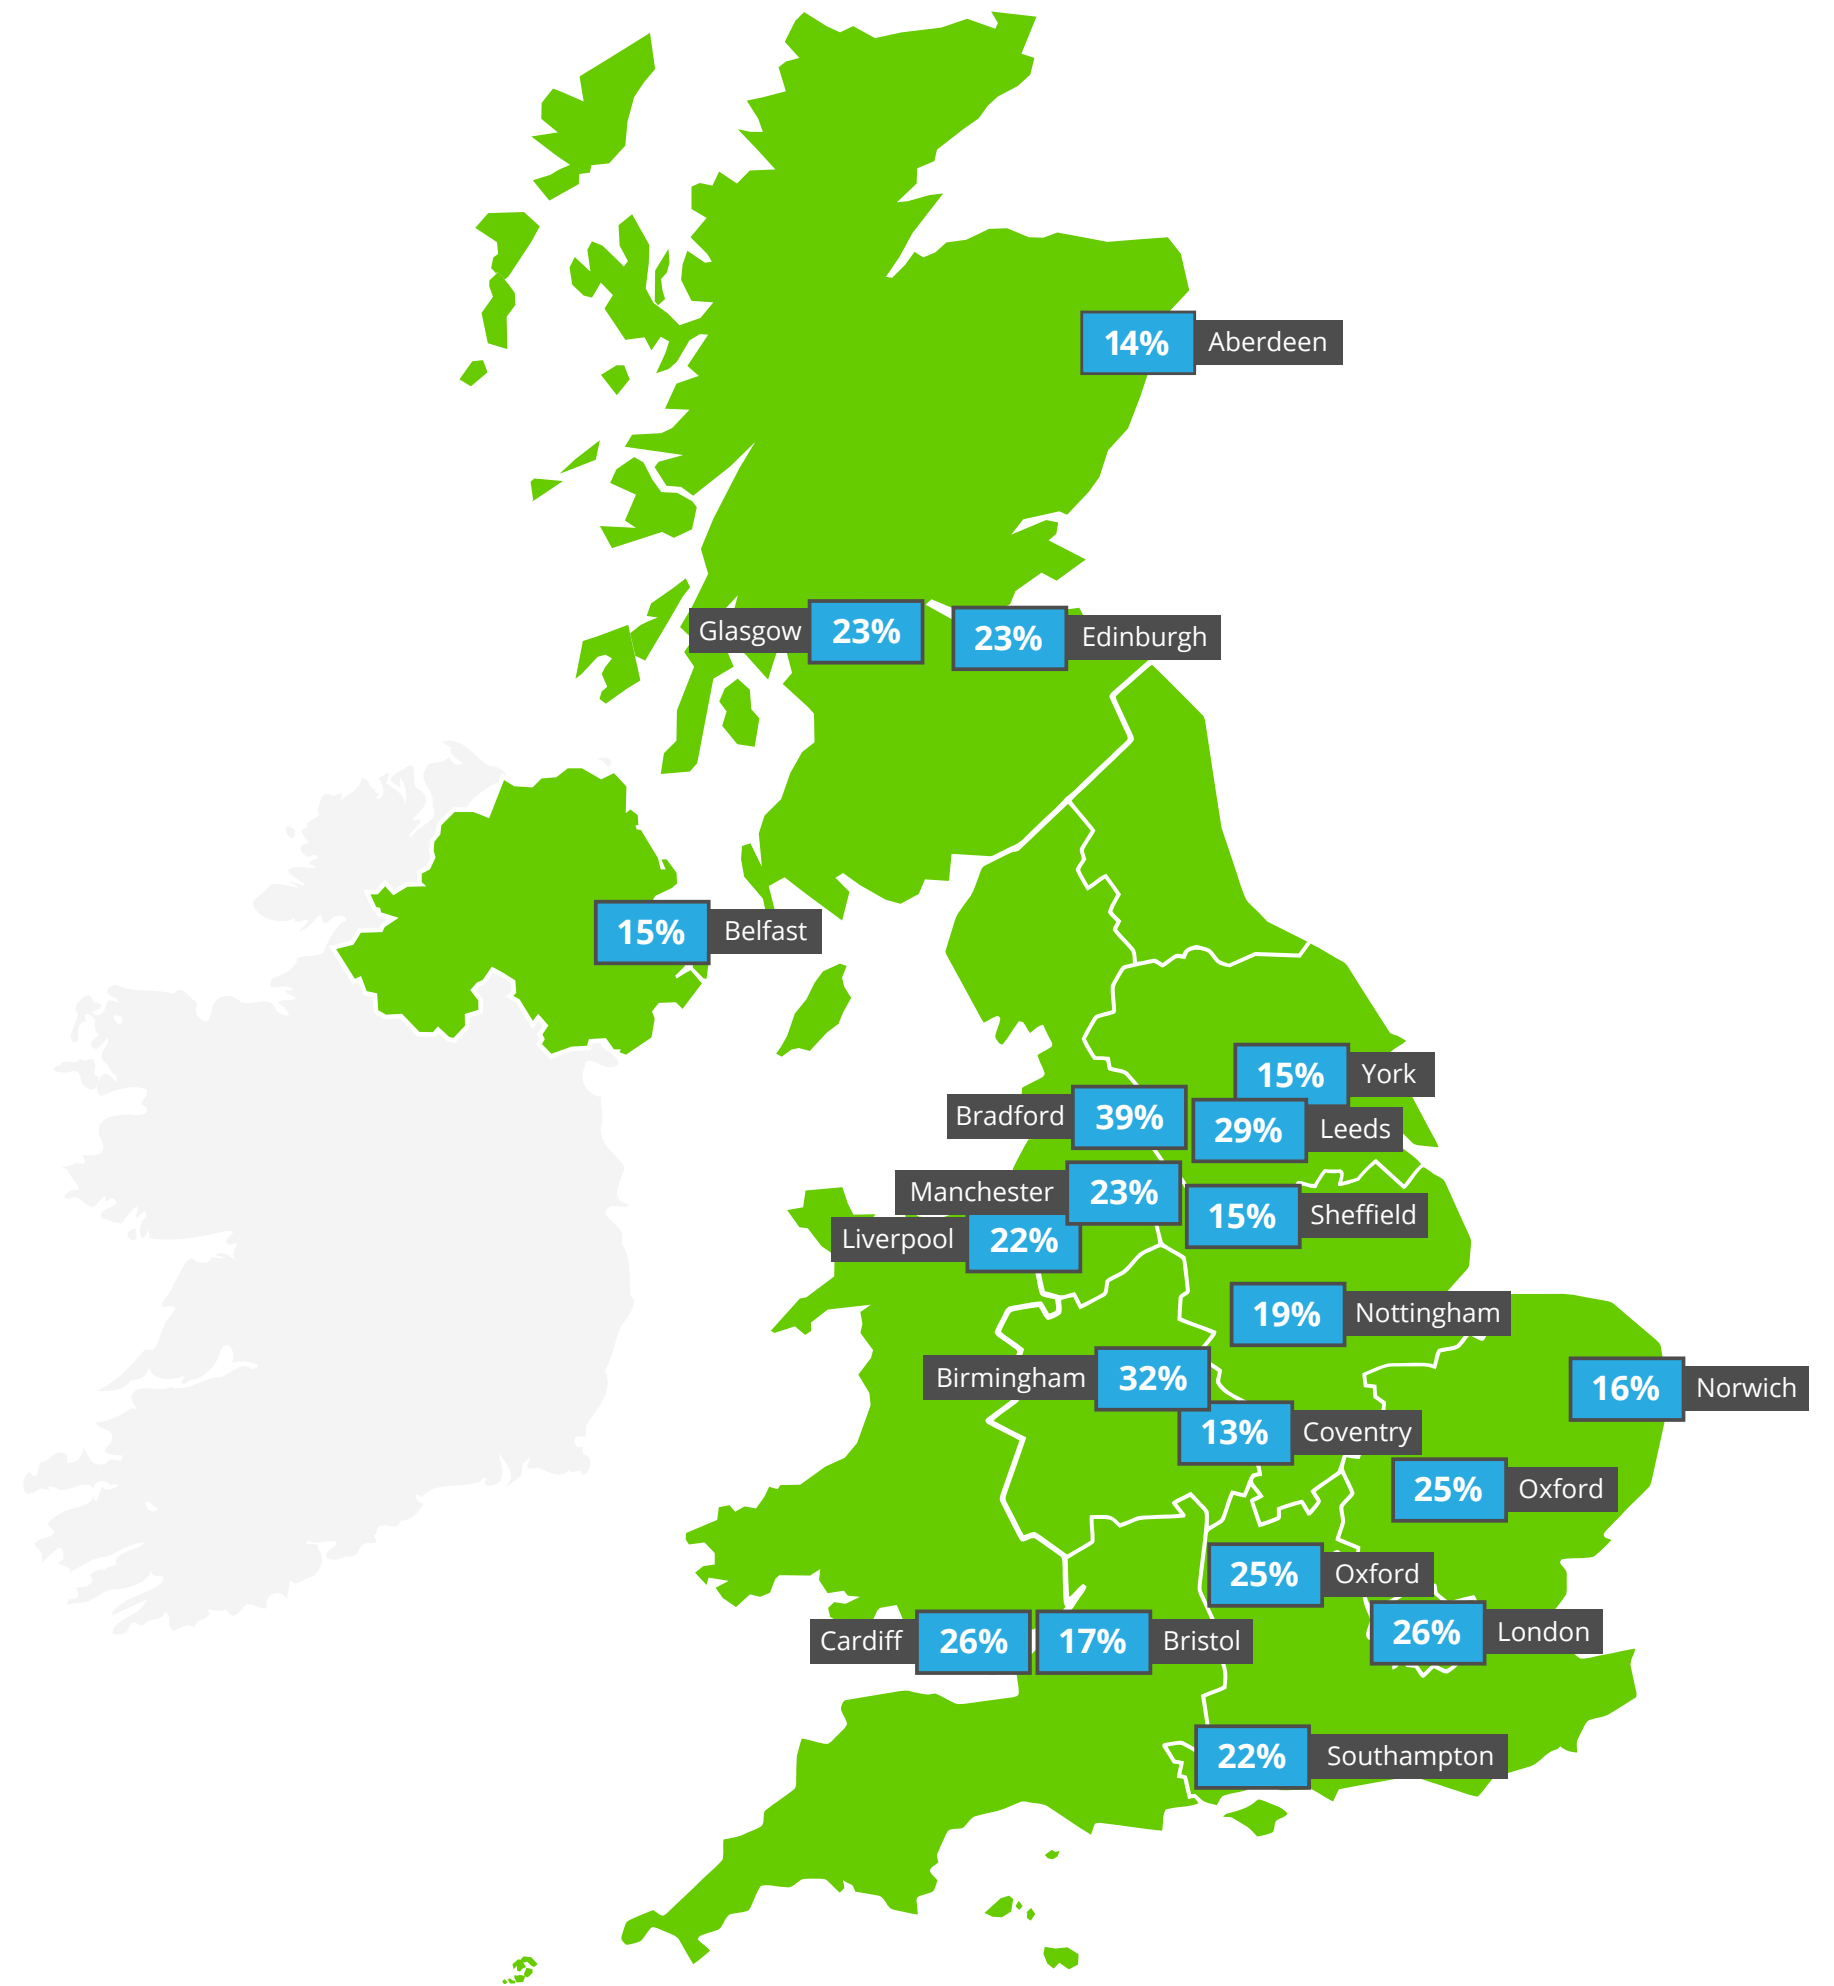 14% Aberdeen
Glasgow 23%
23% Edinburgh
15% Belfast
15% York
Bradford 39%
29% Leeds
Manchester 23%
15% Sheffield
Liverpool 22%
19% Nottingham
Birmingham 32%
16% Norwich
13% Coventry
25% Oxford
25% Oxford
26% London
Cardiff 26%
17% Bristol
22% Southampton